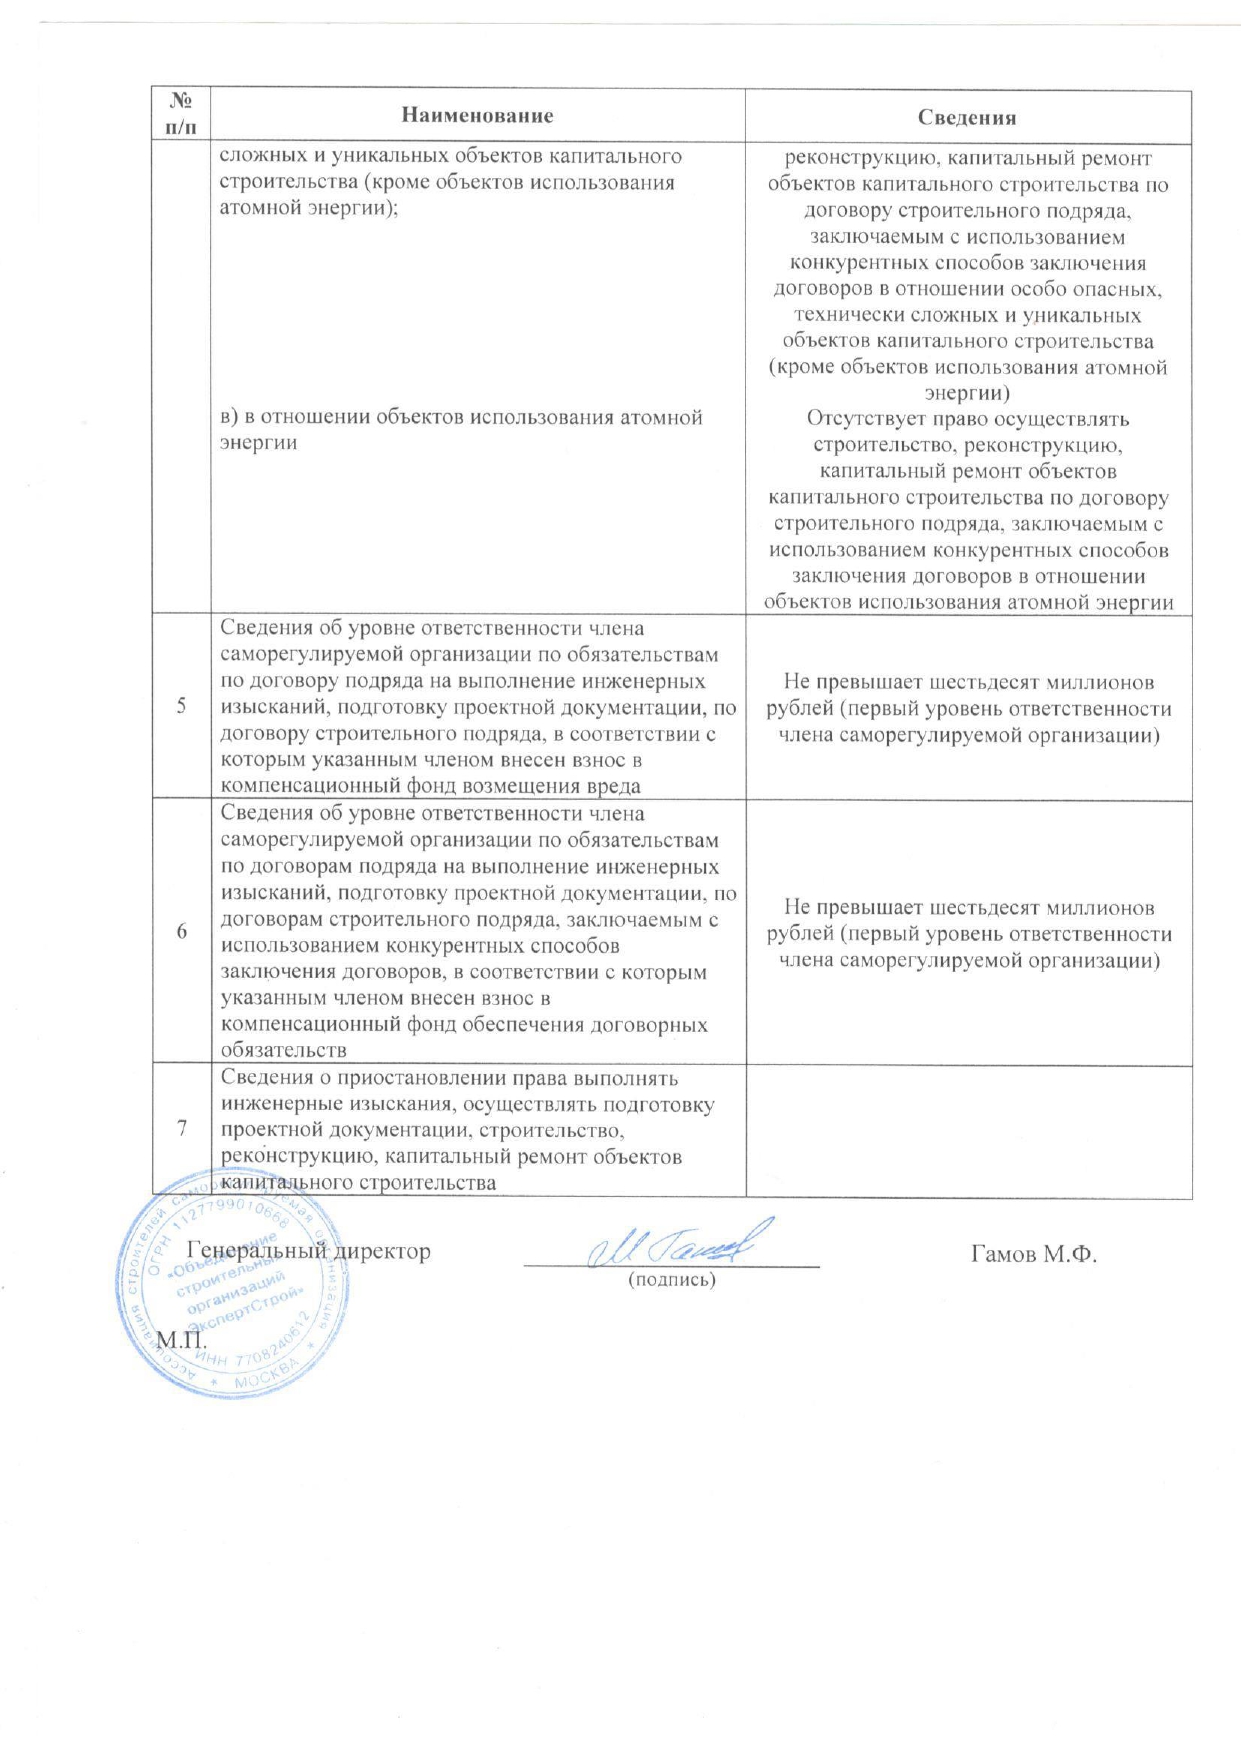 №
п/п
Наименование
Сведения
сложных и уникальных объектов капитального
строительства (кроме объектов использования
атомной энергии);
в) в отношении объектов использования атомной
энергии
реконструкцию, капитальный ремонт
объектов капитального строительства по
договору строительного подряда,
заключаемым с использованием
конкурентных способов заключения
договоров в отношении особо опасных,
технически сложных и уникальных
объектов капитального строительства
(кроме объектов использования атомной
энергии)
Отсутствует право осуществлять
строительство, реконструкцию,
капитальный ремонт объектов
капитального строительства по договору
строительного подряда, заключаемым с
использованием конкурентных способов
заключения договоров в отношении
объектов использования атомной энергии
5
Сведения об уровне ответственности члена
саморегулируемой организации по обязательствам
по договору подряда на выполнение инженерных
изысканий, подготовку проектной документации, по
договору строительного подряда, в соответствии с
которым указанным членом внесен взнос в
компенсационный фонд возмещения вреда
Не превышает шестьдесят миллионов
рублей (первый уровень ответственности
члена саморегулируемой организации)
6
Сведения об уровне ответственности члена
саморегулируемой организации по обязательствам
по договорам подряда на выполнение инженерных
изысканий, подготовку проектной документации, по
договорам строительного подряда, заключаемым с
использованием конкурентных способов
заключения договоров, в соответствии с которым
указанным членом внесен взнос в
компенсационный фонд обеспечения договорных
обязательств
Не превышает шестьдесят миллионов
рублей (первый уровень ответственности
члена саморегулируемой организации)
7
Сведения о приостановлении права выполнять
инженерные изыскания, осуществлять подготовку
проектной документации, строительство,
реконструкцию, капитальный ремонт объектов
капитального строительства
Генеральный директор
М Гамов
Гамов М.Ф.
(подпись)
М.П.
Ассоциация строителей саморегулируемая организация
ОГРН 1127799010668
«Объединение
строительных
организаций
ЭкспертСтрой»
ИНН 7708240612
* МОСКВА *